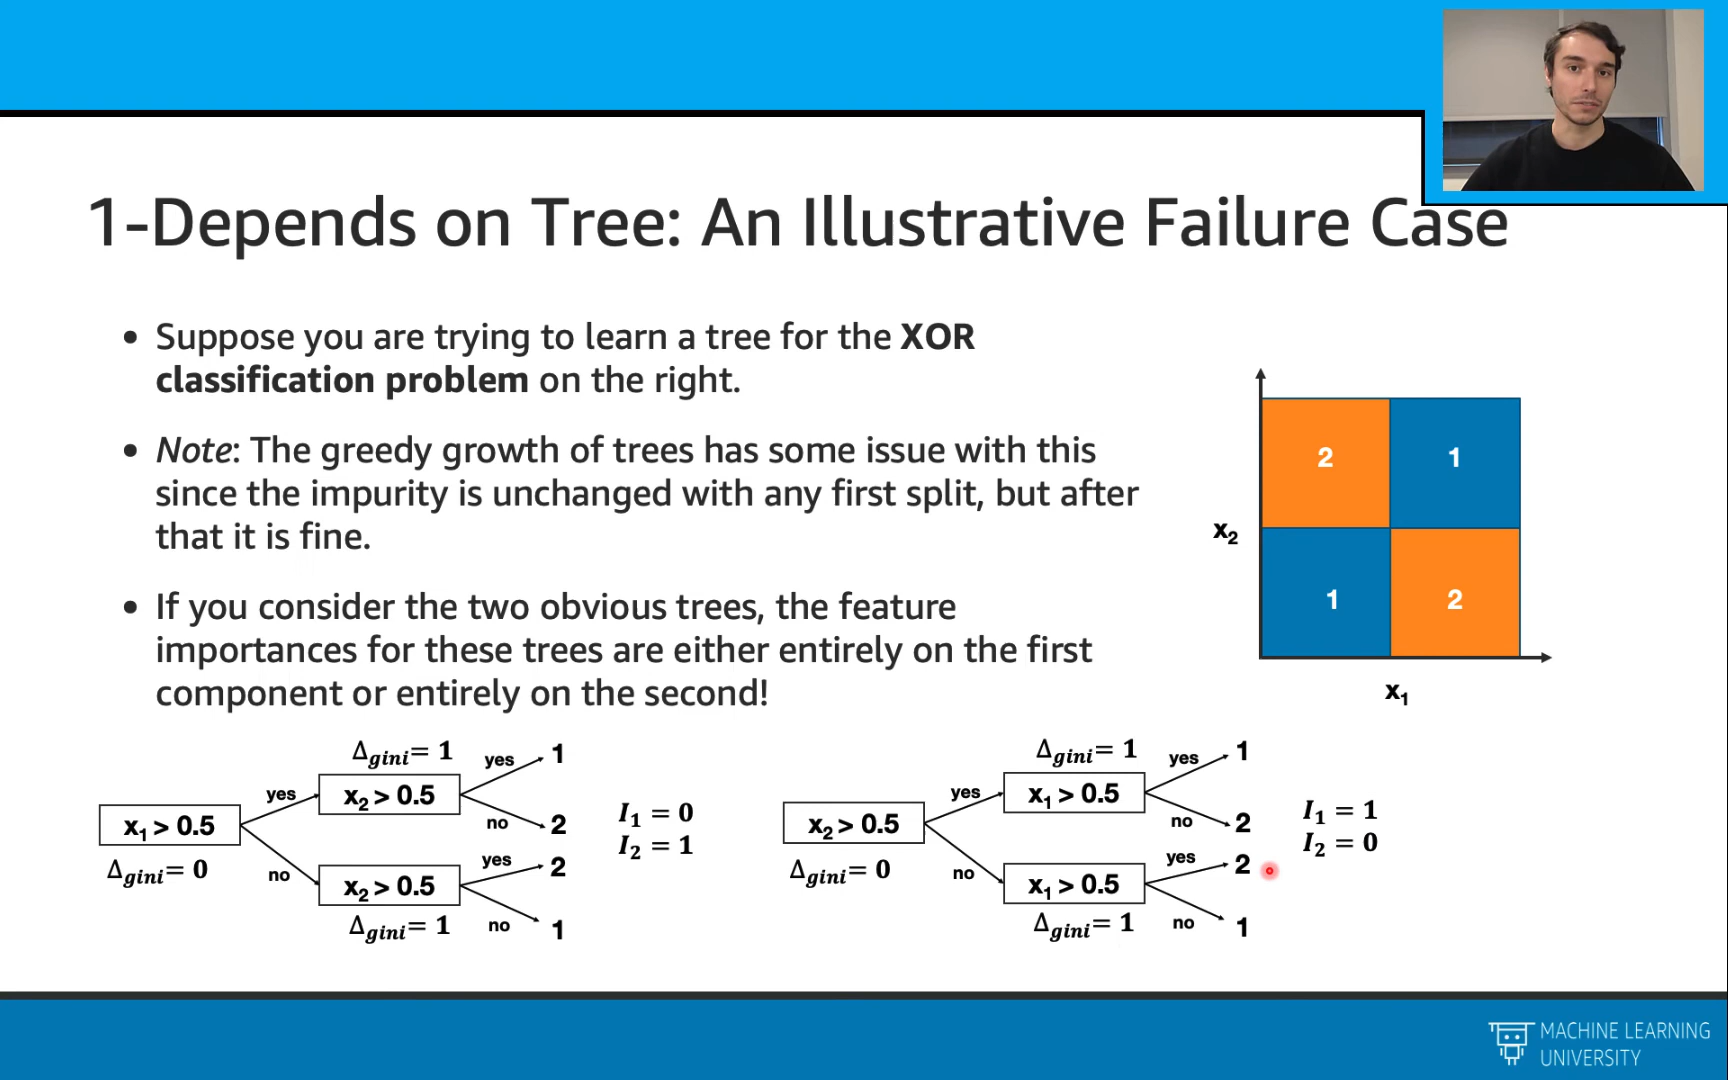 1-Depends on Tree: An Illustrative Failure Case
• Suppose you are trying to learn a tree for the XOR
classification problem on the right.
• Note: The greedy growth of trees has some issue with this
since the impurity is unchanged with any first split, but after
that it is fine.
• If you consider the two obvious trees, the feature
importances for these trees are either entirely on the first
component or entirely on the second!
2 1
x₂
1 2
x₁
Δgini= 1
yes 1
yes
x₂ > 0.5
x₁ > 0.5
no 2
Δgini= 0
no
yes 2
x₂ > 0.5
Δgini= 1
no 1
I₁ = 0
I₂ = 1
Δgini= 1
yes 1
yes
x₁ > 0.5
x₂ > 0.5
no 2
Δgini= 0
no
yes 2
x₁ > 0.5
Δgini= 1
no 1
I₁ = 1
I₂ = 0
MACHINE LEARNING
UNIVERSITY